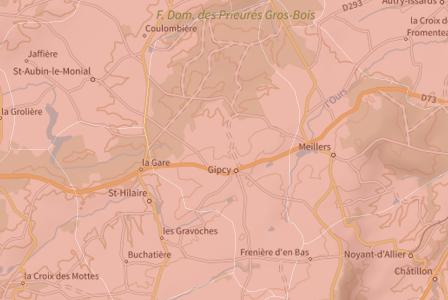 Autry-Issards
D293
F. Dom. des Prieurés Gros-Bois
la Croix de
Fromenteau
Coulombière
Jaffière
St-Aubin-le-Monial
la Grolière
l'Ours
D73
Meillers
la Gare
Gipcy
St-Hilaire
les Gravoches
Buchatière
Frenière d'en Bas
Noyant-d'Allier
Châtillon
la Croix des Mottes